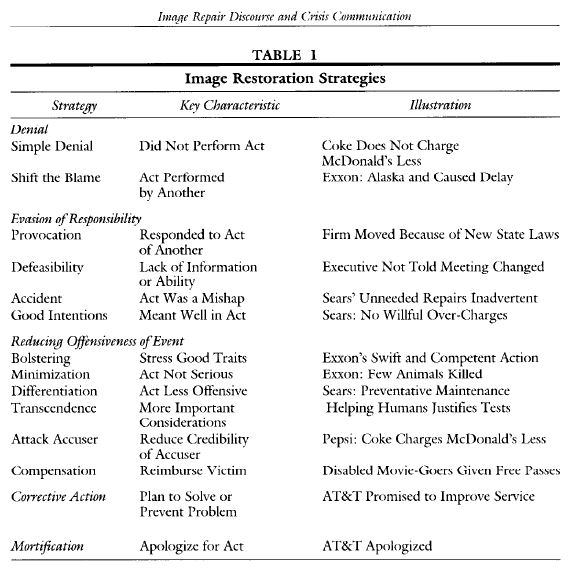 Image Repair Discourse and Crisis Communication
TABLE 1
Image Restoration Strategies
Strategy Key Characteristic Illustration
Denial
Simple Denial Did Not Perform Act Coke Does Not Charge
McDonald's Less
Shift the Blame Act Performed Exxon: Alaska and Caused Delay
by Another
Evasion of Responsibility
Provocation Responded to Act Firm Moved Because of New State Laws
of Another
Defeasibility Lack of Information Executive Not Told Meeting Changed
or Ability
Accident Act Was a Mishap Sears' Unneeded Repairs Inadvertent
Good Intentions Meant Well in Act Sears: No Willful Over-Charges
Reducing Offensiveness of Event
Bolstering Stress Good Traits Exxon's Swift and Competent Action
Minimization Act Not Serious Exxon: Few Animals Killed
Differentiation Act Less Offensive Sears: Preventative Maintenance
Transcendence More Important Helping Humans Justifies Tests
Considerations
Attack Accuser Reduce Credibility Pepsi: Coke Charges McDonald's Less
of Accuser
Compensation Reimburse Victim Disabled Movie-Goers Given Free Passes
Corrective Action Plan to Solve or AT&T Promised to Improve Service
Prevent Problem
Mortification Apologize for Act AT&T Apologized